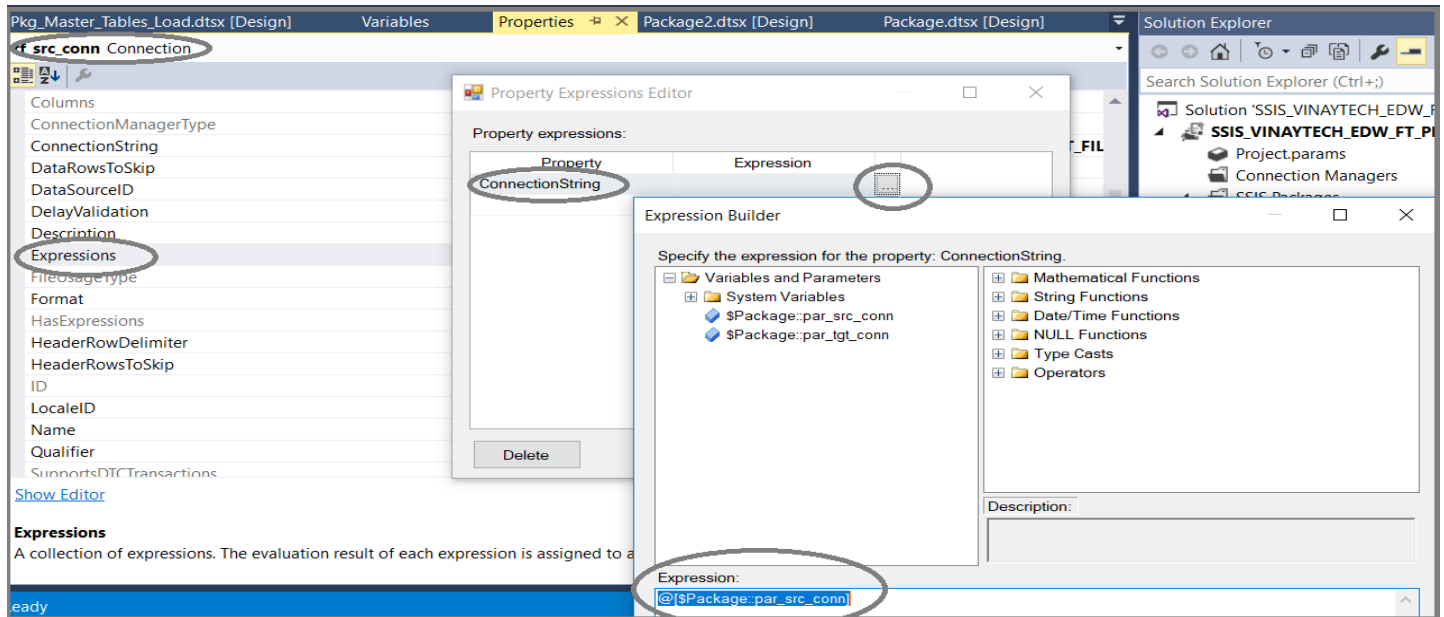 Pkg_Master_Tables_Load.dtsx [Design] Variables Properties Package2.dtsx [Design] Package.dtsx [Design] Solution Explorer
src_conn Connection
Search Solution Explorer (Ctrl+;)
Property Expressions Editor
Columns
ConnectionManagerType
ConnectionString
DataRowsToSkip
DataSourceID
DelayValidation
Description
Expressions
FileUsageType
Format
HasExpressions
HeaderRowDelimiter
HeaderRowsToSkip
ID
LocaleID
Name
Qualifier
SupportsDTCTransactions
Show Editor
Expressions
A collection of expressions. The evaluation result of each expression is assigned to a
eady
Property expressions:
Property Expression
ConnectionString ...
Delete
T_FIL
Solution 'SSIS_VINAYTECH_EDW_F
SSIS_VINAYTECH_EDW_FT_P
Project.params
Connection Managers
SSIS Packages
Expression Builder
Specify the expression for the property: ConnectionString.
Variables and Parameters
System Variables
$Package::par_src_conn
$Package::par_tgt_conn
Mathematical Functions
String Functions
Date/Time Functions
NULL Functions
Type Casts
Operators
Description:
Expression:
@[$Package::par_src_conn]